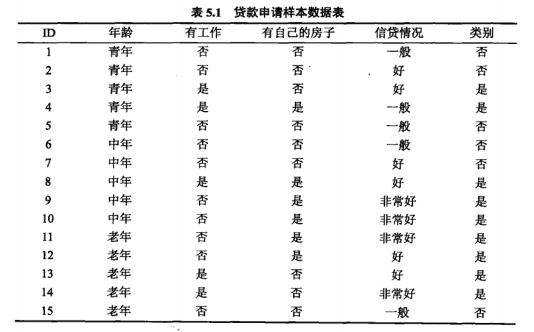 表 5.1 贷款申请样本数据表
ID 年龄 有工作 有自己的房子 信贷情况 类别
1 青年 否 否 一般 否
2 青年 否 否 好 否
3 青年 是 否 好 是
4 青年 是 是 一般 是
5 青年 否 否 一般 否
6 中年 否 否 一般 否
7 中年 否 否 好 否
8 中年 是 是 好 是
9 中年 否 是 非常好 是
10 中年 否 是 非常好 是
11 老年 否 是 非常好 是
12 老年 否 是 好 是
13 老年 是 否 好 是
14 老年 是 否 非常好 是
15 老年 否 否 一般 否